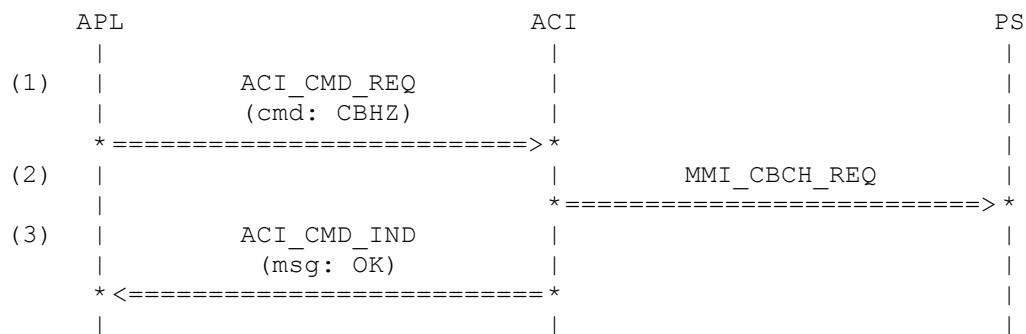 APL ACI PS
(1) ACI_CMD_REQ
(cmd: CBHZ)
(2) MMI_CBCH_REQ
(3) ACI_CMD_IND
(msg: OK)